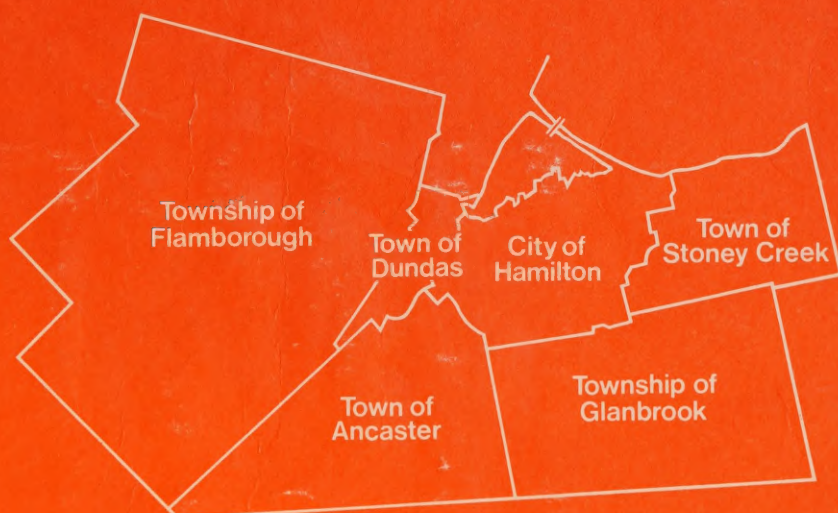 Township of
Flamborough
Town of
Dundas
City of
Hamilton
Town of
Stoney Creek
Town of
Ancaster
Township of
Glanbrook